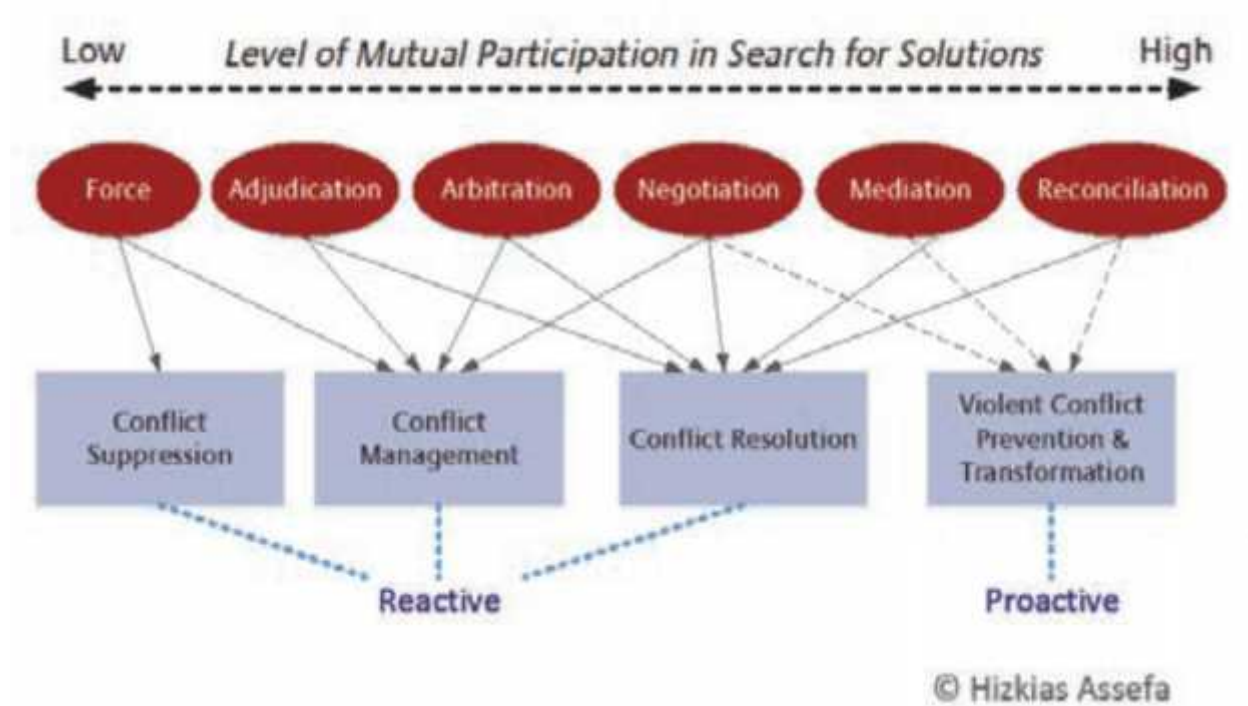 Low Level of Mutual Participation in Search for Solutions High
Force Adjudication Arbitration Negotiation Mediation Reconciliation
Conflict
Suppression
Conflict
Management
Conflict Resolution
Violent Conflict
Prevention &
Transformation
Reactive
Proactive
© Hizkias Assefa